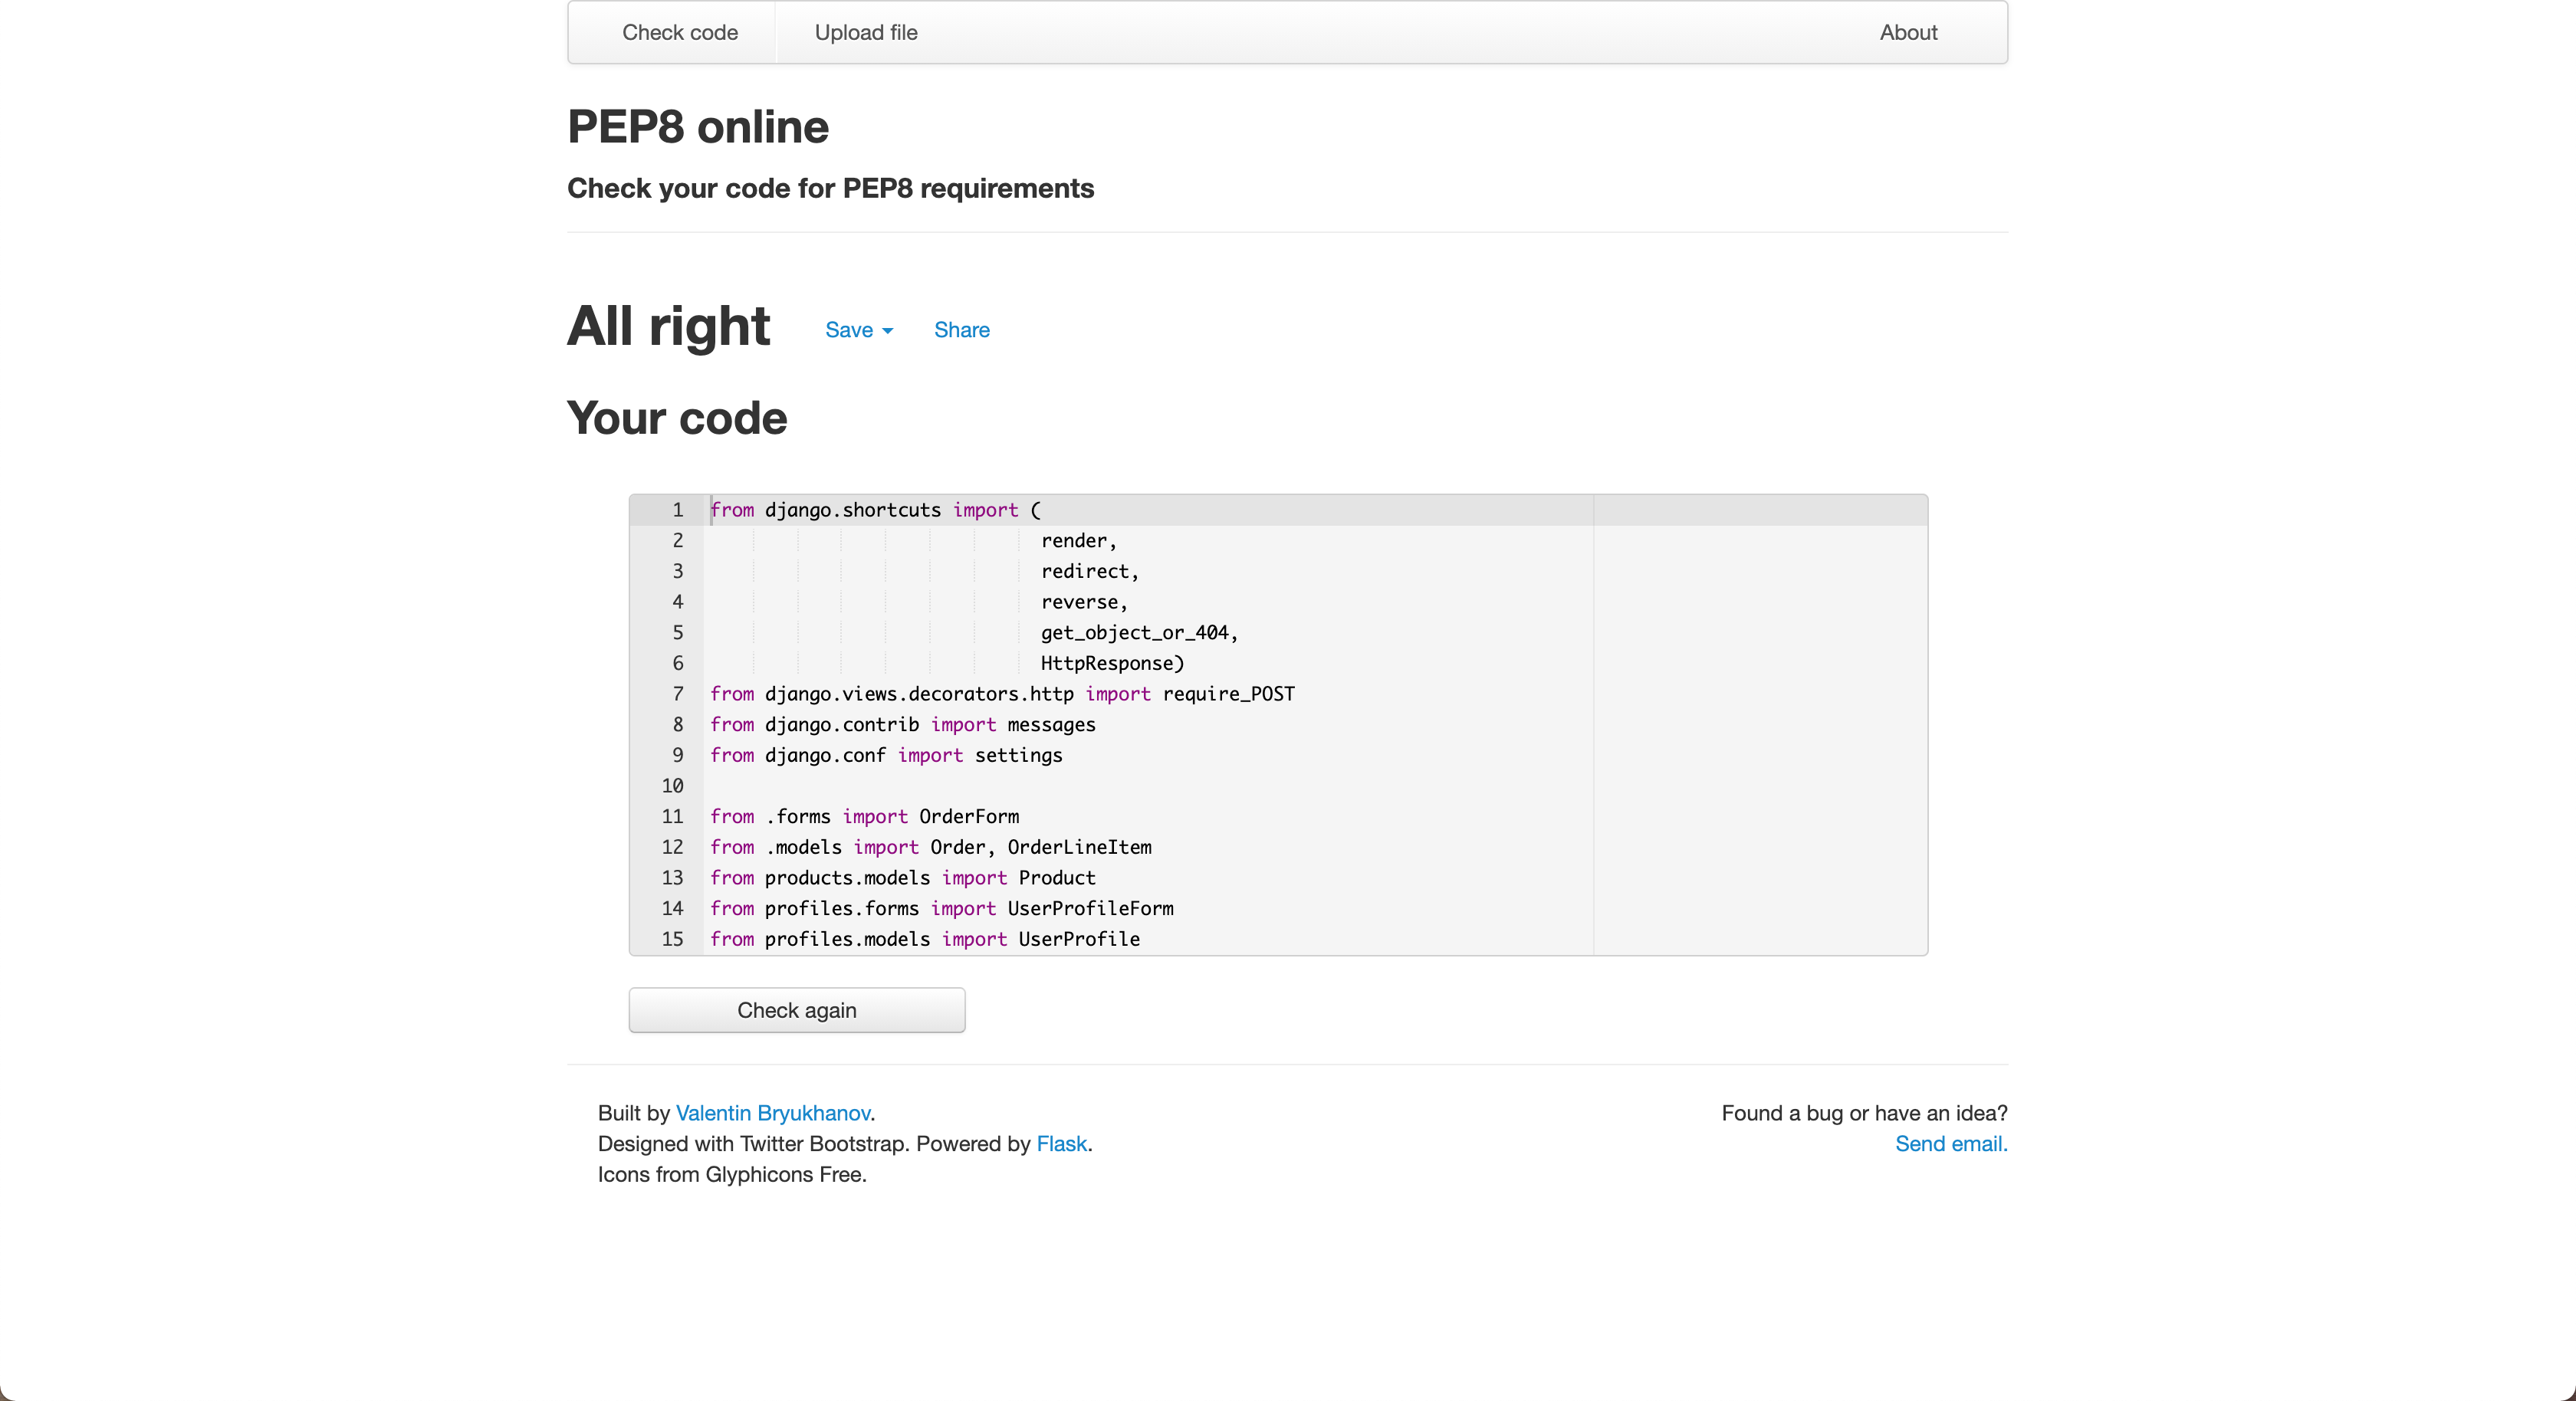 Check code Upload file About
PEP8 online
Check your code for PEP8 requirements
All right Save Share
Your code
1 from django.shortcuts import (
2 render,
3 redirect,
4 reverse,
5 get_object_or_404,
6 HttpResponse)
7 from django.views.decorators.http import require_POST
8 from django.contrib import messages
9 from django.conf import settings
10
11 from .forms import OrderForm
12 from .models import Order, OrderLineItem
13 from products.models import Product
14 from profiles.forms import UserProfileForm
15 from profiles.models import UserProfile
Check again
Built by Valentin Bryukhanov. Found a bug or have an idea?
Designed with Twitter Bootstrap. Powered by Flask. Send email.
Icons from Glyphicons Free.